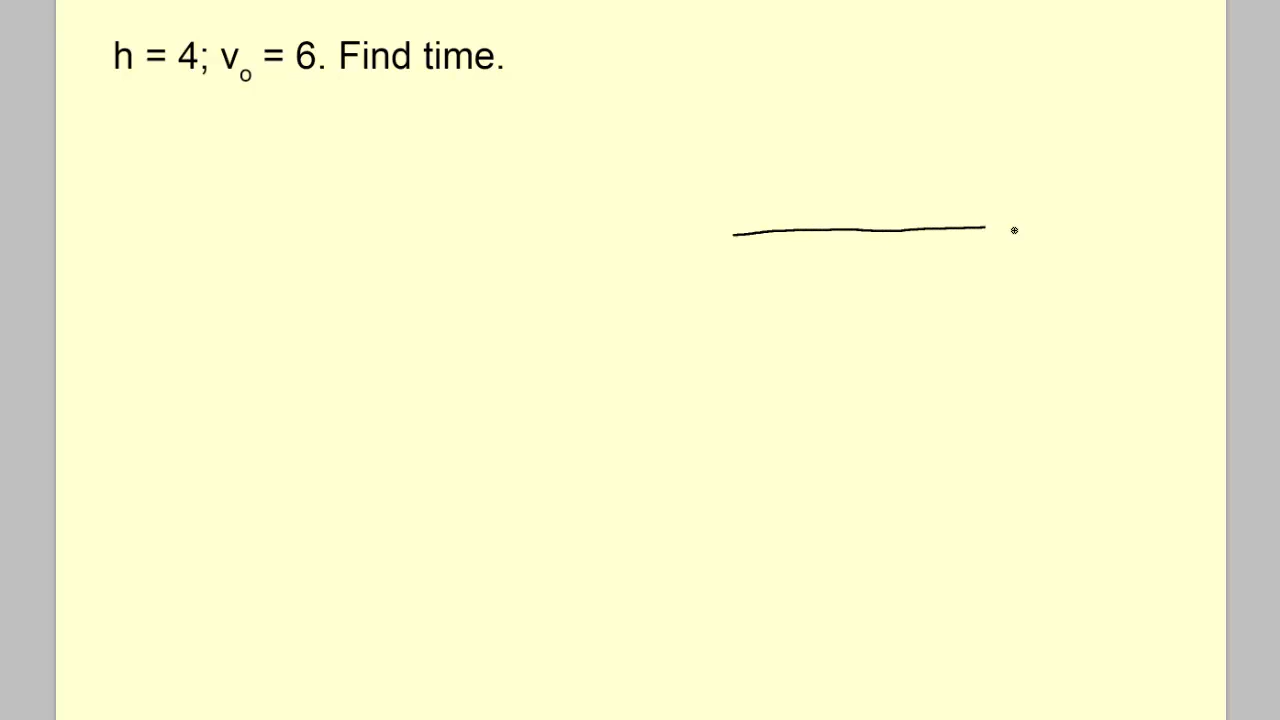 h = 4; vₒ = 6. Find time.